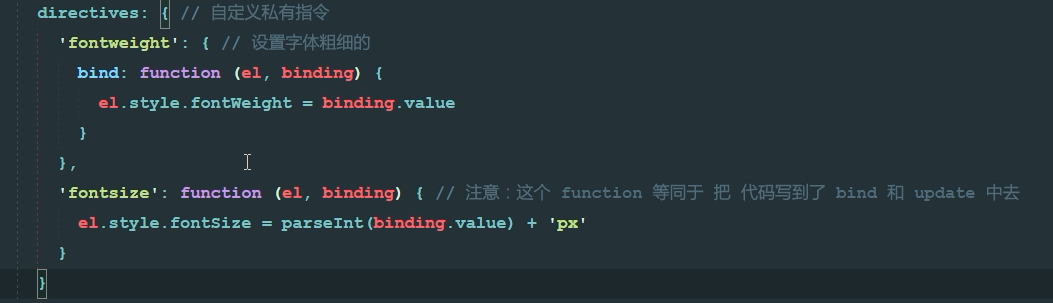 directives: { // 自定义私有指令
'fontweight': { // 设置字体粗细的
bind: function (el, binding) {
el.style.fontWeight = binding.value
}
},
'fontsize': function (el, binding) { // 注意：这个 function 等同于 把 代码写到了 bind 和 update 中去
el.style.fontSize = parseInt(binding.value) + 'px'
}
}